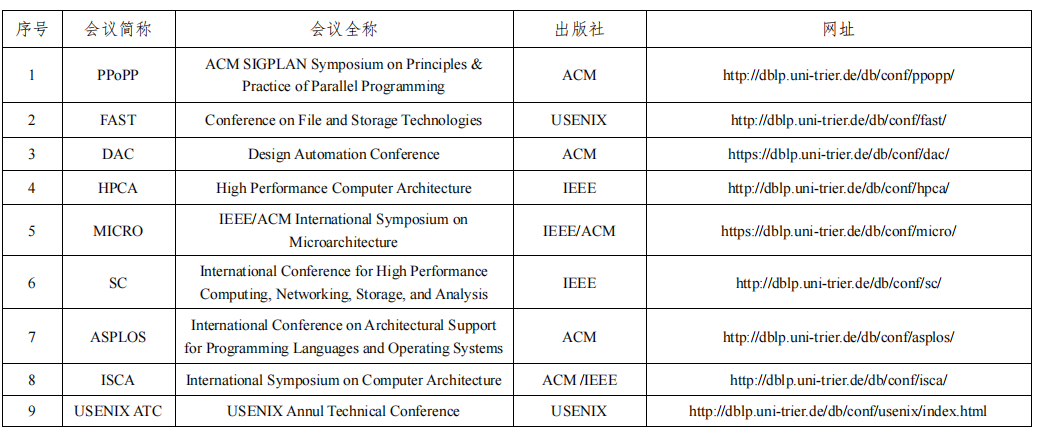 序号 会议简称 会议全称 出版社 网址
1 PPoPP ACM SIGPLAN Symposium on Principles &
Practice of Parallel Programming ACM http://dblp.uni-trier.de/db/conf/ppopp/
2 FAST Conference on File and Storage Technologies USENIX http://dblp.uni-trier.de/db/conf/fast/
3 DAC Design Automation Conference ACM https://dblp.uni-trier.de/db/conf/dac/
4 HPCA High Performance Computer Architecture IEEE http://dblp.uni-trier.de/db/conf/hpca/
5 MICRO IEEE/ACM International Symposium on
Microarchitecture IEEE/ACM https://dblp.uni-trier.de/db/conf/micro/
6 SC International Conference for High Performance
Computing, Networking, Storage, and Analysis IEEE http://dblp.uni-trier.de/db/conf/sc/
7 ASPLOS International Conference on Architectural Support
for Programming Languages and Operating Systems ACM http://dblp.uni-trier.de/db/conf/asplos/
8 ISCA International Symposium on Computer Architecture ACM /IEEE http://dblp.uni-trier.de/db/conf/isca/
9 USENIX ATC USENIX Annul Technical Conference USENIX http://dblp.uni-trier.de/db/conf/usenix/index.html